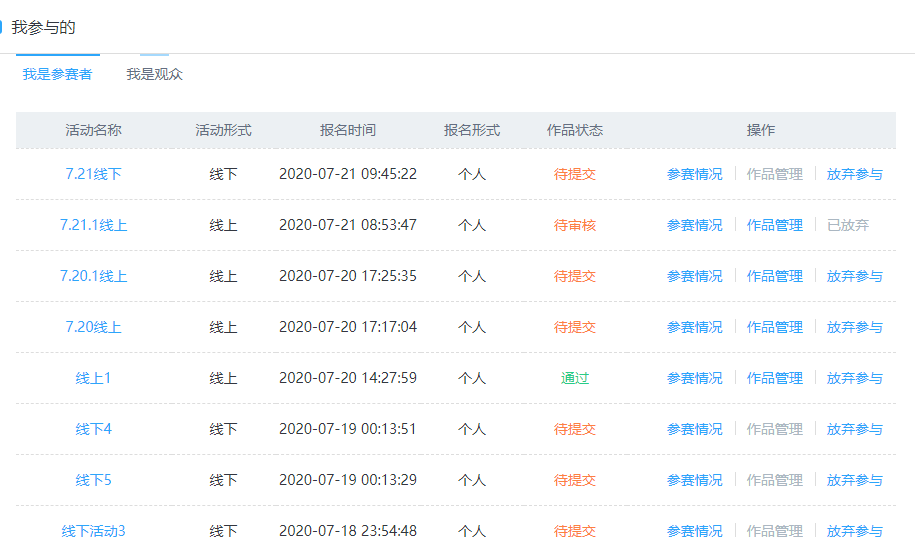 我参与的
我是参赛者 我是观众
活动名称 活动形式 报名时间 报名形式 作品状态 操作
7.21线下 线下 2020-07-21 09:45:22 个人 待提交 参赛情况 作品管理 放弃参与
7.21.1线上 线上 2020-07-21 08:53:47 个人 待审核 参赛情况 作品管理 已放弃
7.20.1线上 线上 2020-07-20 17:25:35 个人 待提交 参赛情况 作品管理 放弃参与
7.20线上 线上 2020-07-20 17:17:04 个人 待提交 参赛情况 作品管理 放弃参与
线上1 线上 2020-07-20 14:27:59 个人 通过 参赛情况 作品管理 放弃参与
线下4 线下 2020-07-19 00:13:51 个人 待提交 参赛情况 作品管理 放弃参与
线下5 线下 2020-07-19 00:13:29 个人 待提交 参赛情况 作品管理 放弃参与
线下活动3 线下 2020-07-18 23:54:48 个人 待提交 参赛情况 作品管理 放弃参与